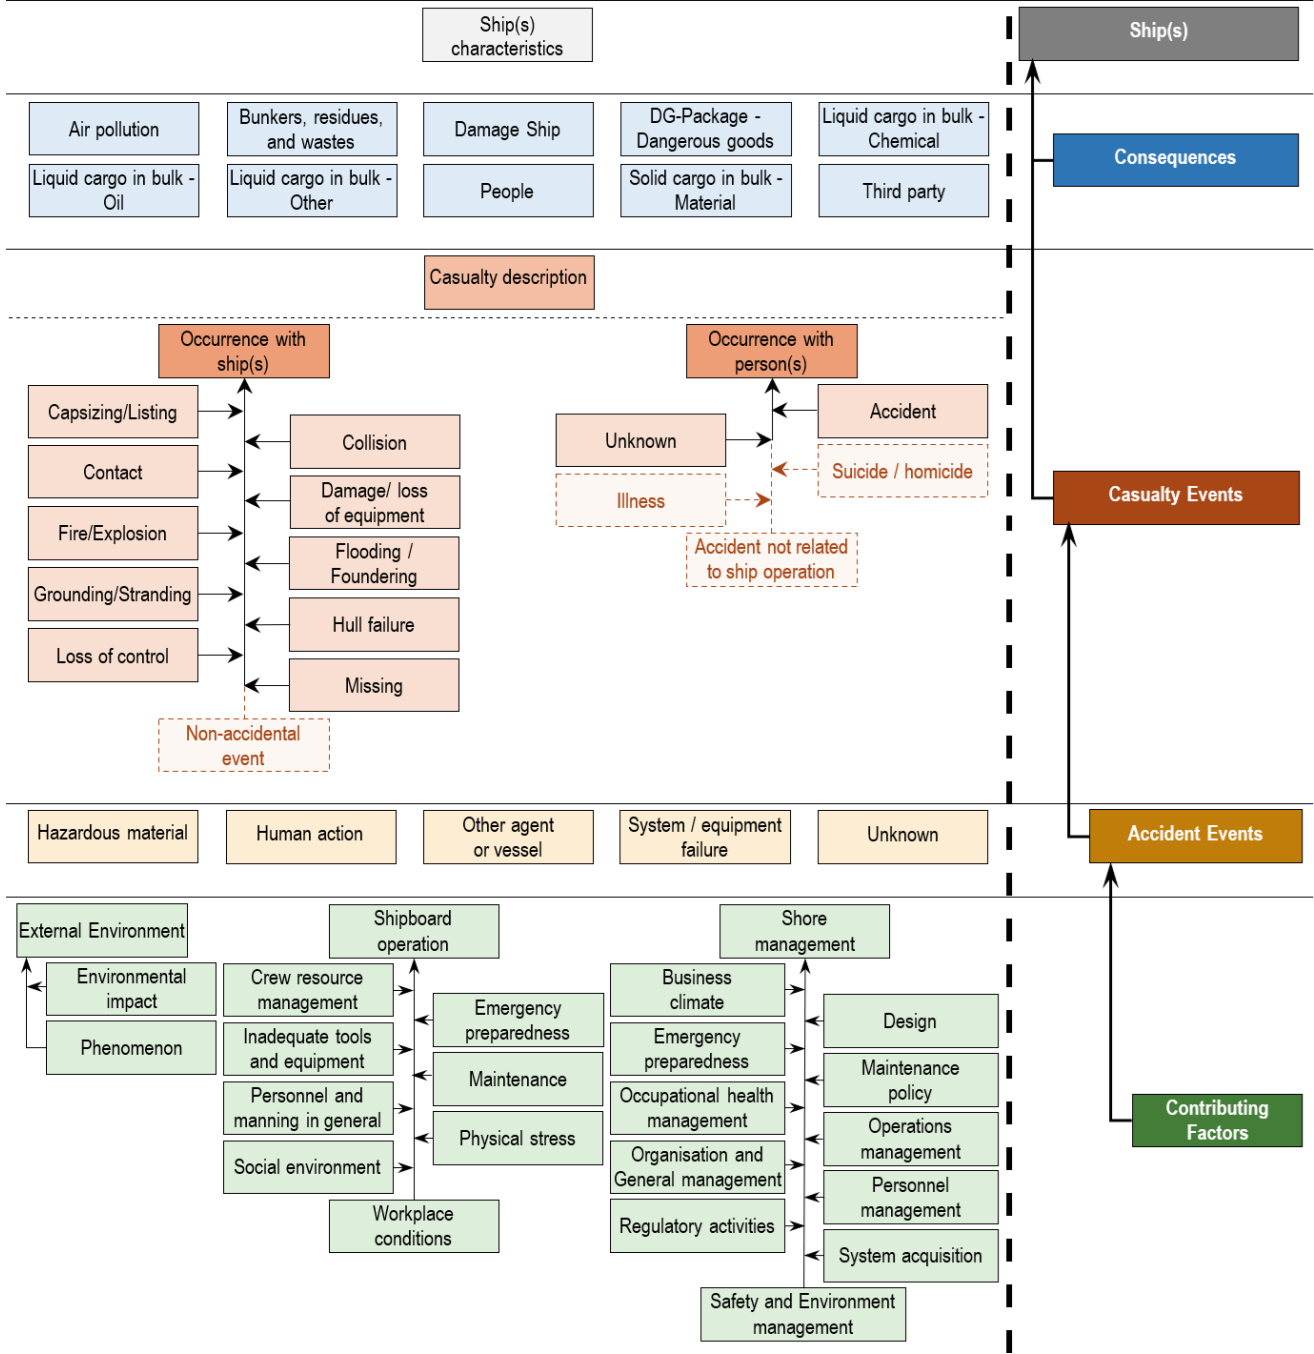 Ship(s)
characteristics
Ship(s)
Air pollution
Bunkers, residues,
and wastes
Damage Ship
DG-Package -
Dangerous goods
Liquid cargo in bulk -
Chemical
Liquid cargo in bulk -
Oil
Liquid cargo in bulk -
Other
People
Solid cargo in bulk -
Material
Third party
Consequences
Casualty description
Occurrence with
ship(s)
Capsizing/Listing
Collision
Contact
Damage/ loss
of equipment
Fire/Explosion
Flooding /
Foundering
Grounding/Stranding
Hull failure
Loss of control
Missing
Non-accidental
event
Occurrence with
person(s)
Accident
Unknown
Suicide / homicide
Illness
Accident not related
to ship operation
Casualty Events
Hazardous material
Human action
Other agent
or vessel
System / equipment
failure
Unknown
Accident Events
External Environment
Environmental
impact
Phenomenon
Shipboard
operation
Crew resource
management
Emergency
preparedness
Inadequate tools
and equipment
Maintenance
Personnel and
manning in general
Physical stress
Social environment
Workplace
conditions
Shore
management
Business
climate
Design
Emergency
preparedness
Maintenance
policy
Occupational health
management
Operations
management
Organisation and
General management
Personnel
management
Regulatory activities
System acquisition
Safety and Environment
management
Contributing
Factors